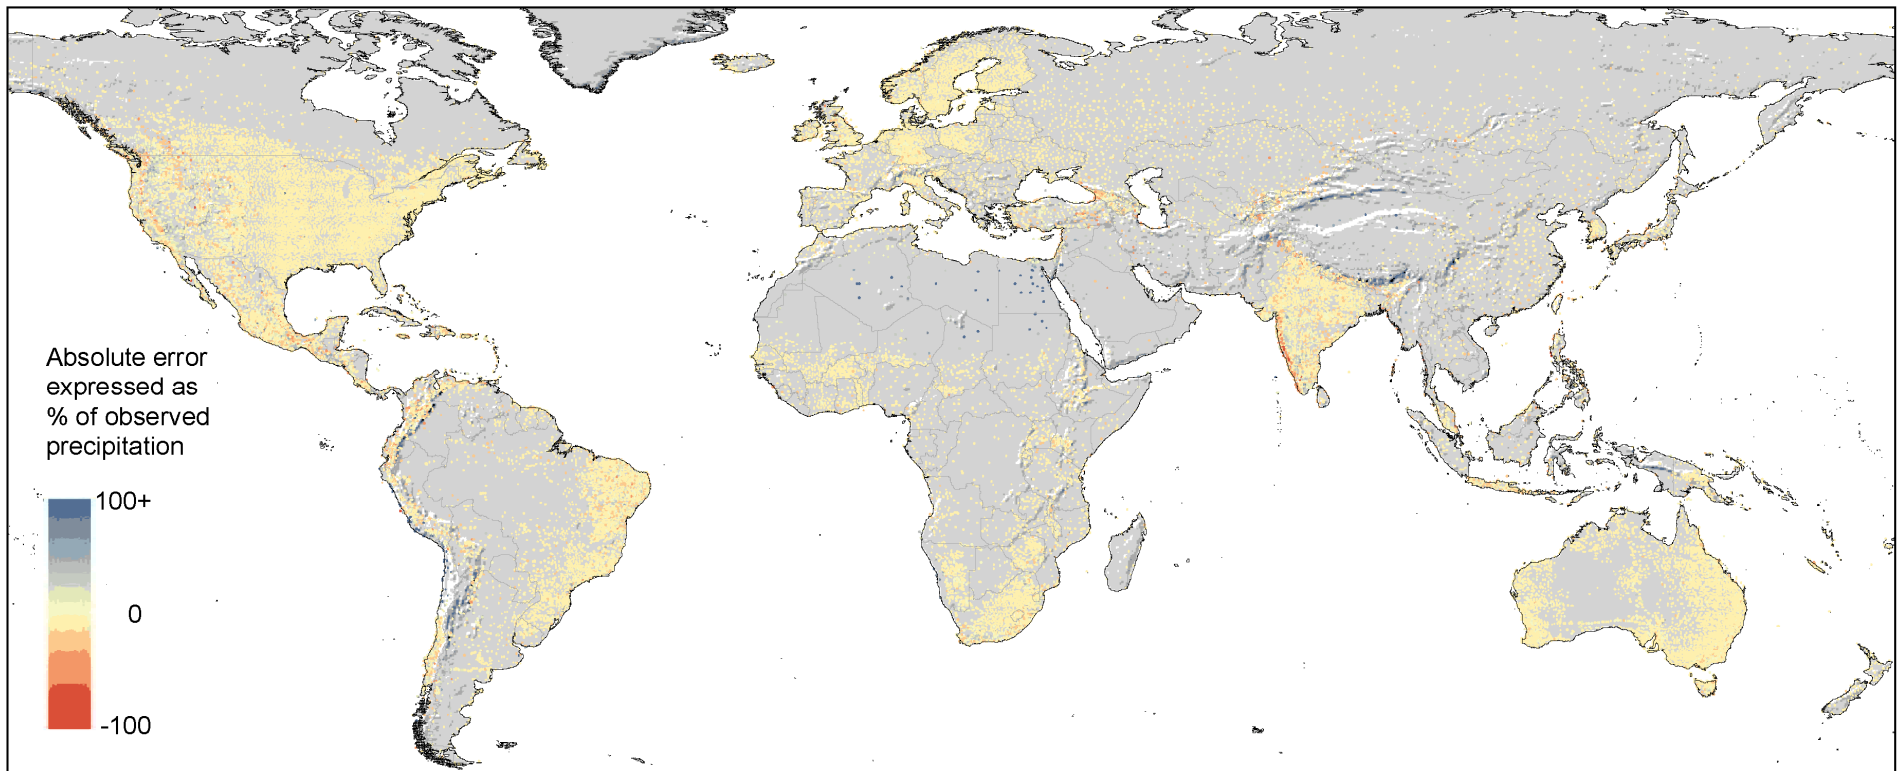 Absolute error
expressed as
% of observed
precipitation
100+
0
-100